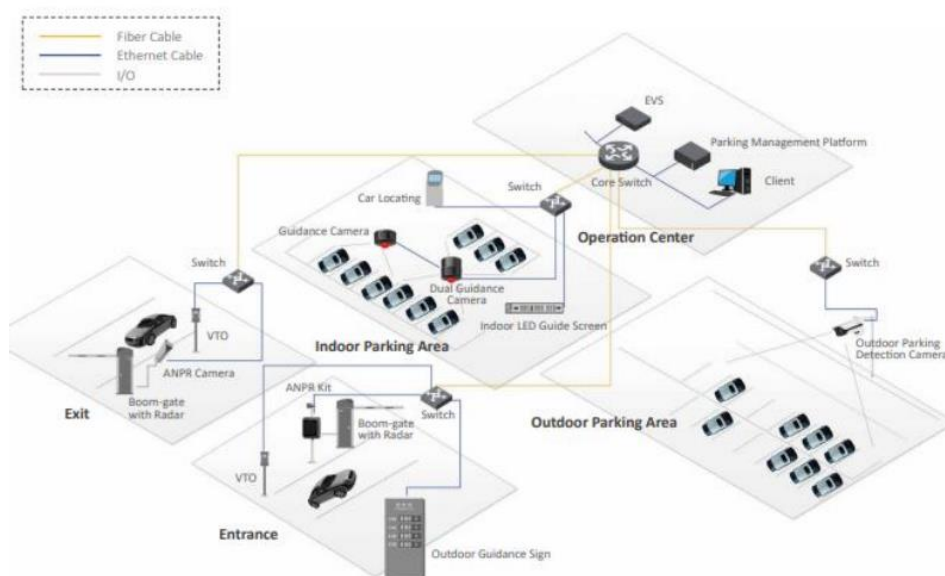 Fiber Cable
Ethernet Cable
I/O
EVS
Parking Management Platform
Core Switch
Client
Operation Center
Switch
Car Locating
Guidance Camera
Dual Guidance
Camera
Indoor LED Guide Screen
Indoor Parking Area
Switch
VTO
ANPR Camera
Boom-gate
with Radar
Exit
Switch
Outdoor Parking
Detection Camera
Outdoor Parking Area
ANPR Kit
Switch
Boom-gate
with Radar
VTO
Entrance
Outdoor Guidance Sign